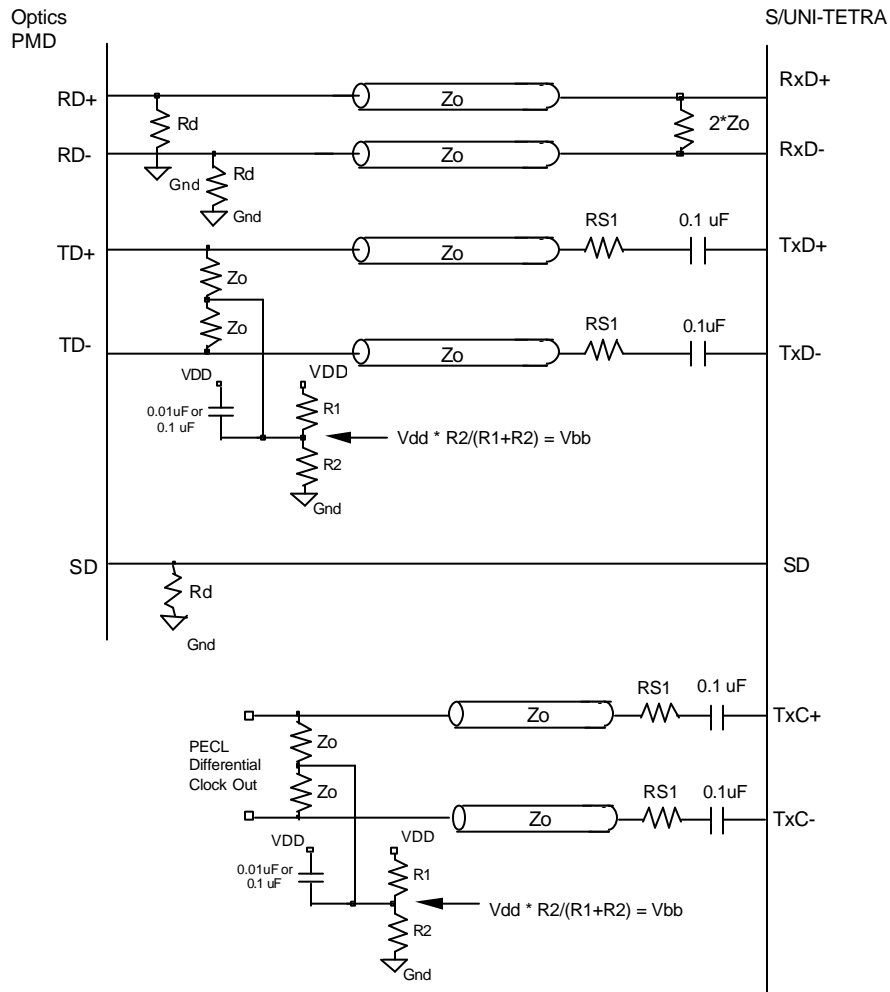 Optics
PMD
S/UNI-TETRA
RD+
Zo
RxD+
Rd
2*Zo
RD-
Zo
RxD-
Gnd
Rd
Gnd
RS1
0.1 uF
TD+
Zo
TxD+
Zo
Zo
RS1
0.1uF
TD-
Zo
TxD-
VDD
VDD
0.01uF or
0.1 uF
R1
Vdd * R2/(R1+R2) = Vbb
R2
Gnd
SD
SD
Rd
Gnd
RS1
0.1 uF
Zo
TxC+
PECL
Differential
Clock Out
Zo
Zo
RS1
0.1uF
Zo
TxC-
VDD
VDD
0.01uF or
0.1 uF
R1
Vdd * R2/(R1+R2) = Vbb
R2
Gnd